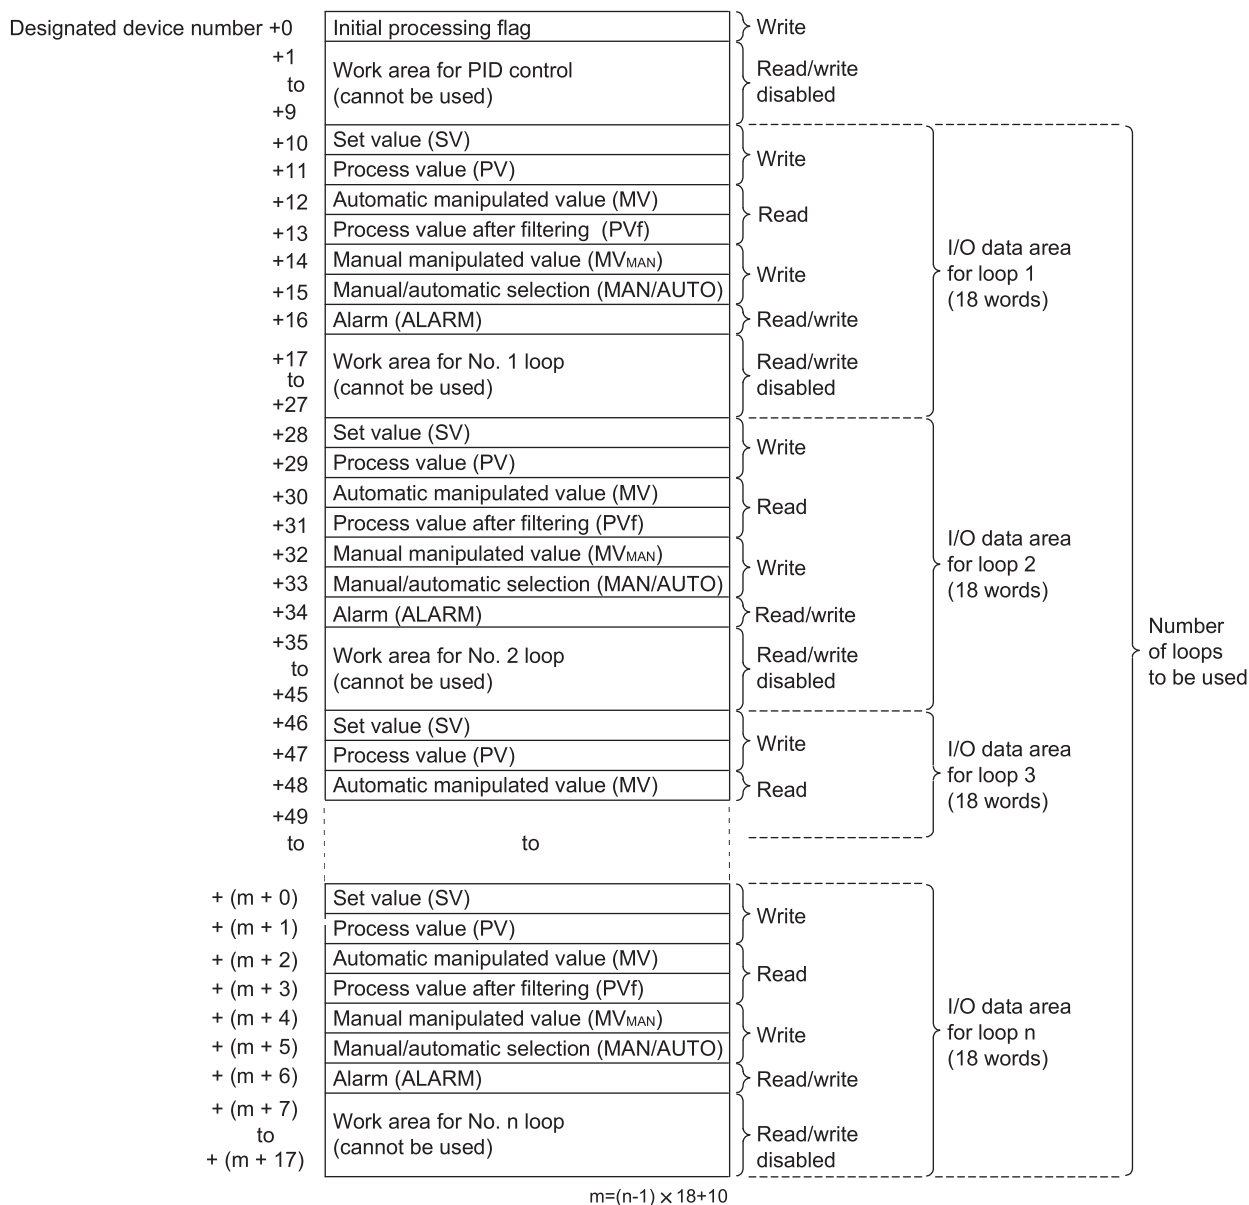 Designated device number +0 Initial processing flag Write
+1
to
+9
Work area for PID control
(cannot be used)
Read/write
disabled
+10 Set value (SV)
+11 Process value (PV)
Write
+12 Automatic manipulated value (MV)
+13 Process value after filtering (PVf)
Read
+14 Manual manipulated value (MVMAN)
+15 Manual/automatic selection (MAN/AUTO)
Write
+16 Alarm (ALARM) Read/write
+17
to
+27
Work area for No. 1 loop
(cannot be used)
Read/write
disabled
I/O data area
for loop 1
(18 words)
+28 Set value (SV)
+29 Process value (PV)
Write
+30 Automatic manipulated value (MV)
+31 Process value after filtering (PVf)
Read
+32 Manual manipulated value (MVMAN)
+33 Manual/automatic selection (MAN/AUTO)
Write
+34 Alarm (ALARM) Read/write
+35
to
+45
Work area for No. 2 loop
(cannot be used)
Read/write
disabled
I/O data area
for loop 2
(18 words)
+46 Set value (SV)
+47 Process value (PV)
Write
+48 Automatic manipulated value (MV) Read
+49
to to
I/O data area
for loop 3
(18 words)
+ (m + 0) Set value (SV)
+ (m + 1) Process value (PV)
Write
+ (m + 2) Automatic manipulated value (MV)
+ (m + 3) Process value after filtering (PVf)
Read
+ (m + 4) Manual manipulated value (MVMAN)
+ (m + 5) Manual/automatic selection (MAN/AUTO)
Write
+ (m + 6) Alarm (ALARM) Read/write
+ (m + 7)
to
+ (m + 17)
Work area for No. n loop
(cannot be used)
Read/write
disabled
I/O data area
for loop n
(18 words)
Number
of loops
to be used
m=(n-1) × 18+10